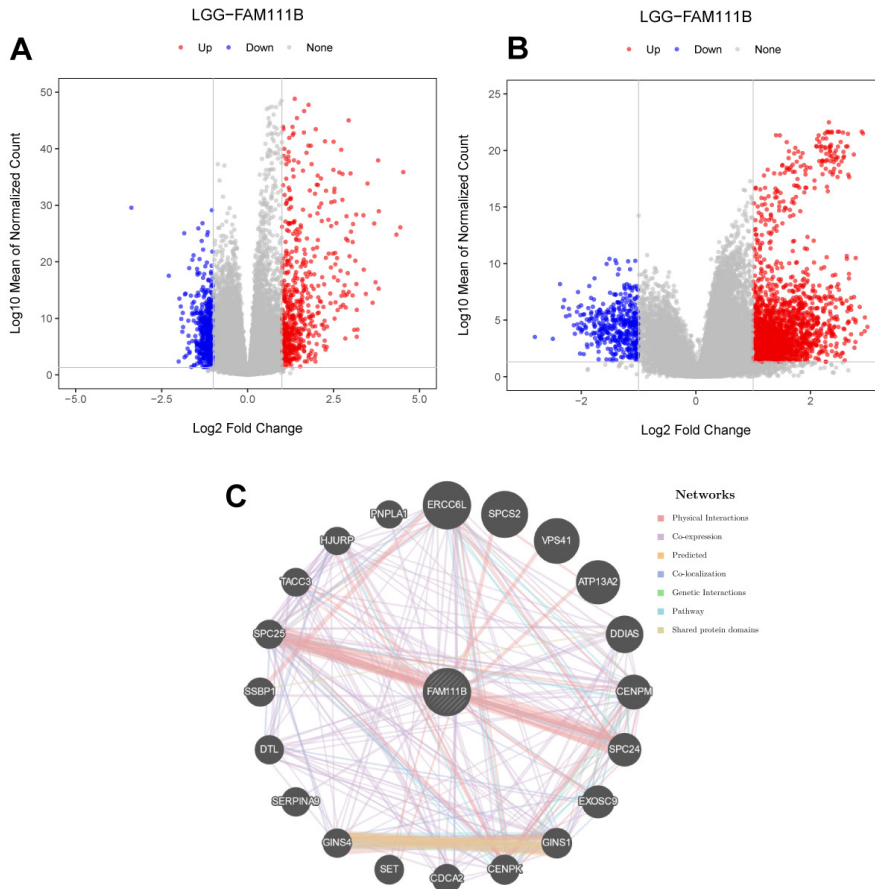 LGG-FAM111B
Up Down None
A
Log10 Mean of Normalized Count
50
40
30
20
10
0
−5.0 −2.5 0.0 2.5 5.0
Log2 Fold Change
LGG-FAM111B
B
Up Down None
Log10 Mean of Normalized Count
25
20
15
10
5
0
−2 0 2
Log2 Fold Change
C
Networks
Physical Interactions
Co-expression
Predicted
Co-localization
Genetic Interactions
Pathway
Shared protein domains
ERCC6L
SPCS2
VPS41
ATP13A2
DDIAS
CENPM
SPC24
EXOSC9
GINS1
CENPK
CDCA2
SET
GINS4
SERPINA9
DTL
SSBP1
SPC25
TACC3
HJURP
PNPLA1
FAM111B